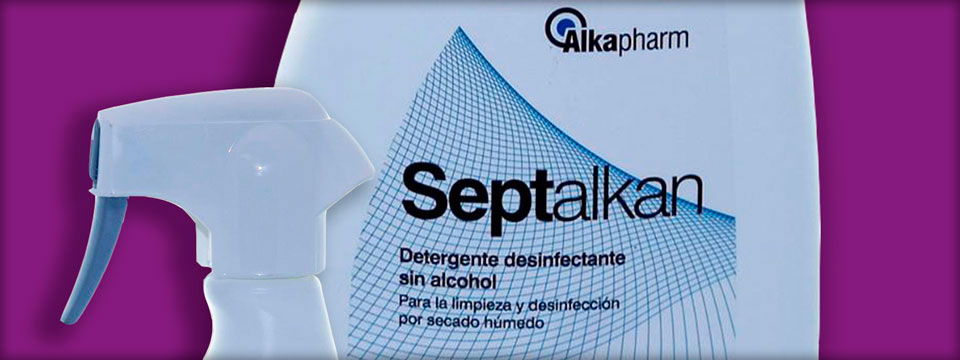 Alkapharm
Septalkan
Detergente desinfectante
sin alcohol
Para la limpieza y desinfección
por secado húmedo